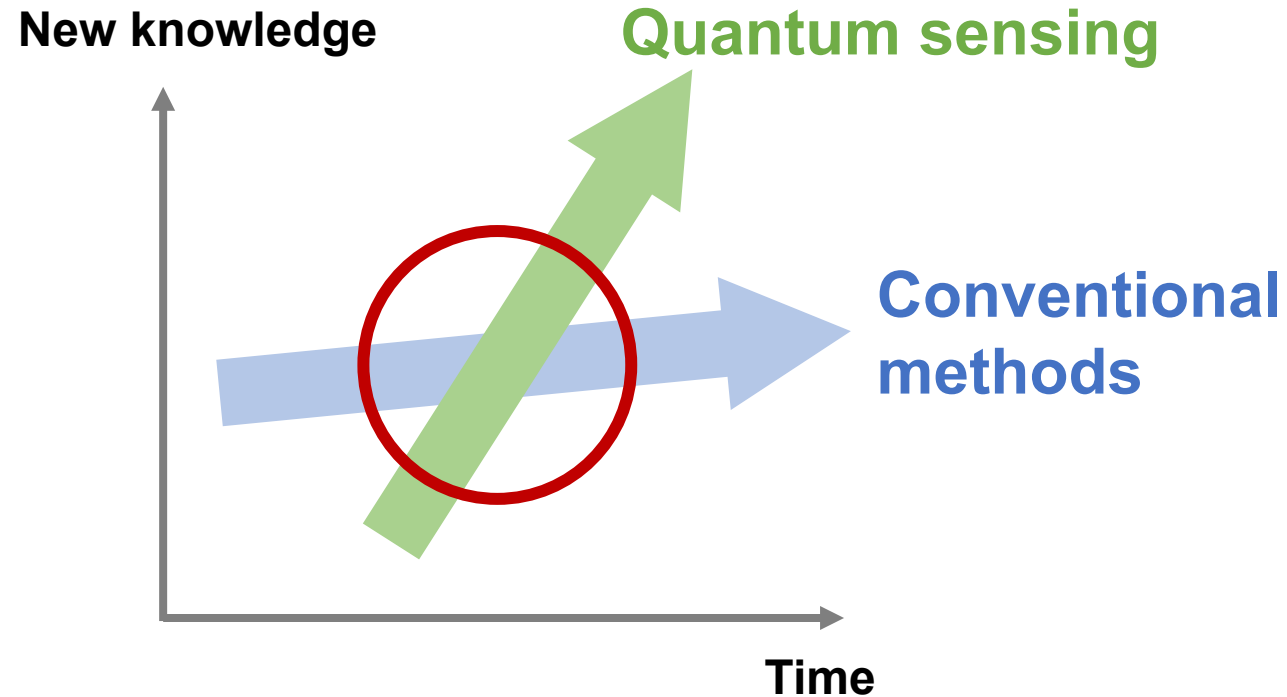 New knowledge
Quantum sensing
Conventional
methods
Time